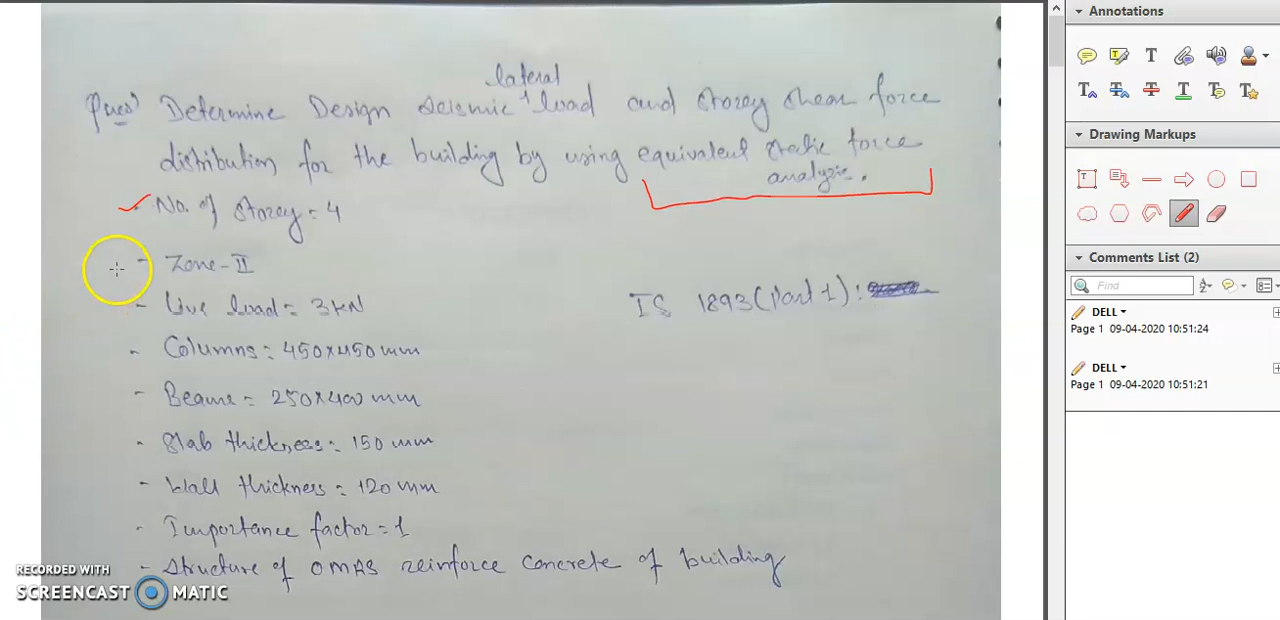 lateral
Ques) Determine Design seismic ^ load and storey shear force
distribution for the building by using equivalent static force
analysis.
- No. of storey = 4
- Zone - II
- Live load = 3 kN
IS 1893 (Part 1):
- Columns = 450x450 mm
- Beams = 250x400 mm
- Slab thickness = 150 mm
- Wall thickness = 120 mm
- Importance factor = 1
- Structure of OMRS reinforce concrete of building
RECORDED WITH
SCREENCAST MATIC
Annotations
T
Drawing Markups
Comments List (2)
Find
DELL
Page 1 09-04-2020 10:51:24
DELL
Page 1 09-04-2020 10:51:21